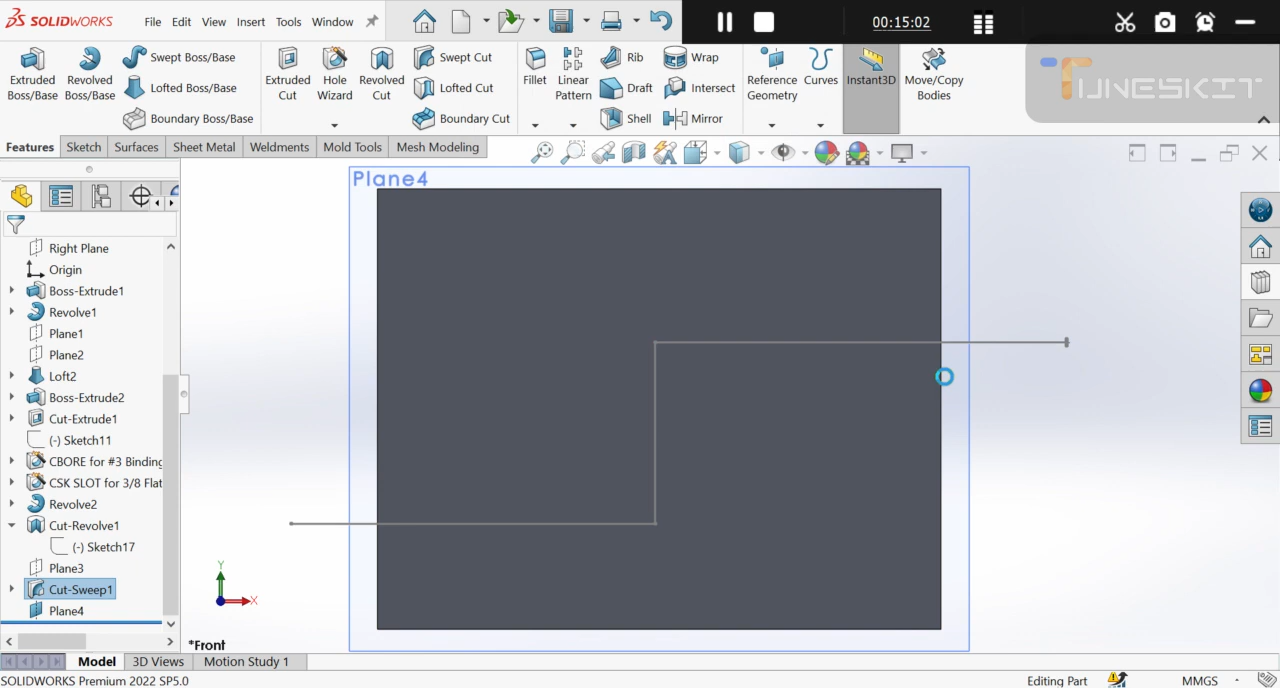 SOLIDWORKS File Edit View Insert Tools Window 00:15:02
TUNESKIT
Extruded Boss/Base Revolved Boss/Base Swept Boss/Base Lofted Boss/Base Boundary Boss/Base Extruded Cut Hole Wizard Revolved Cut Swept Cut Lofted Cut Boundary Cut Fillet Linear Pattern Rib Draft Shell Wrap Intersect Mirror Reference Geometry Curves Instant3D Move/Copy Bodies
Features Sketch Surfaces Sheet Metal Weldments Mold Tools Mesh Modeling
Plane4
Right Plane
Origin
Boss-Extrude1
Revolve1
Plane1
Plane2
Loft2
Boss-Extrude2
Cut-Extrude1
(-) Sketch11
CBORE for #3 Binding
CSK SLOT for 3/8 Flat
Revolve2
Cut-Revolve1
(-) Sketch17
Plane3
Cut-Sweep1
Plane4
Y
X
*Front
Model 3D Views Motion Study 1
SOLIDWORKS Premium 2022 SP5.0 Editing Part MMGS